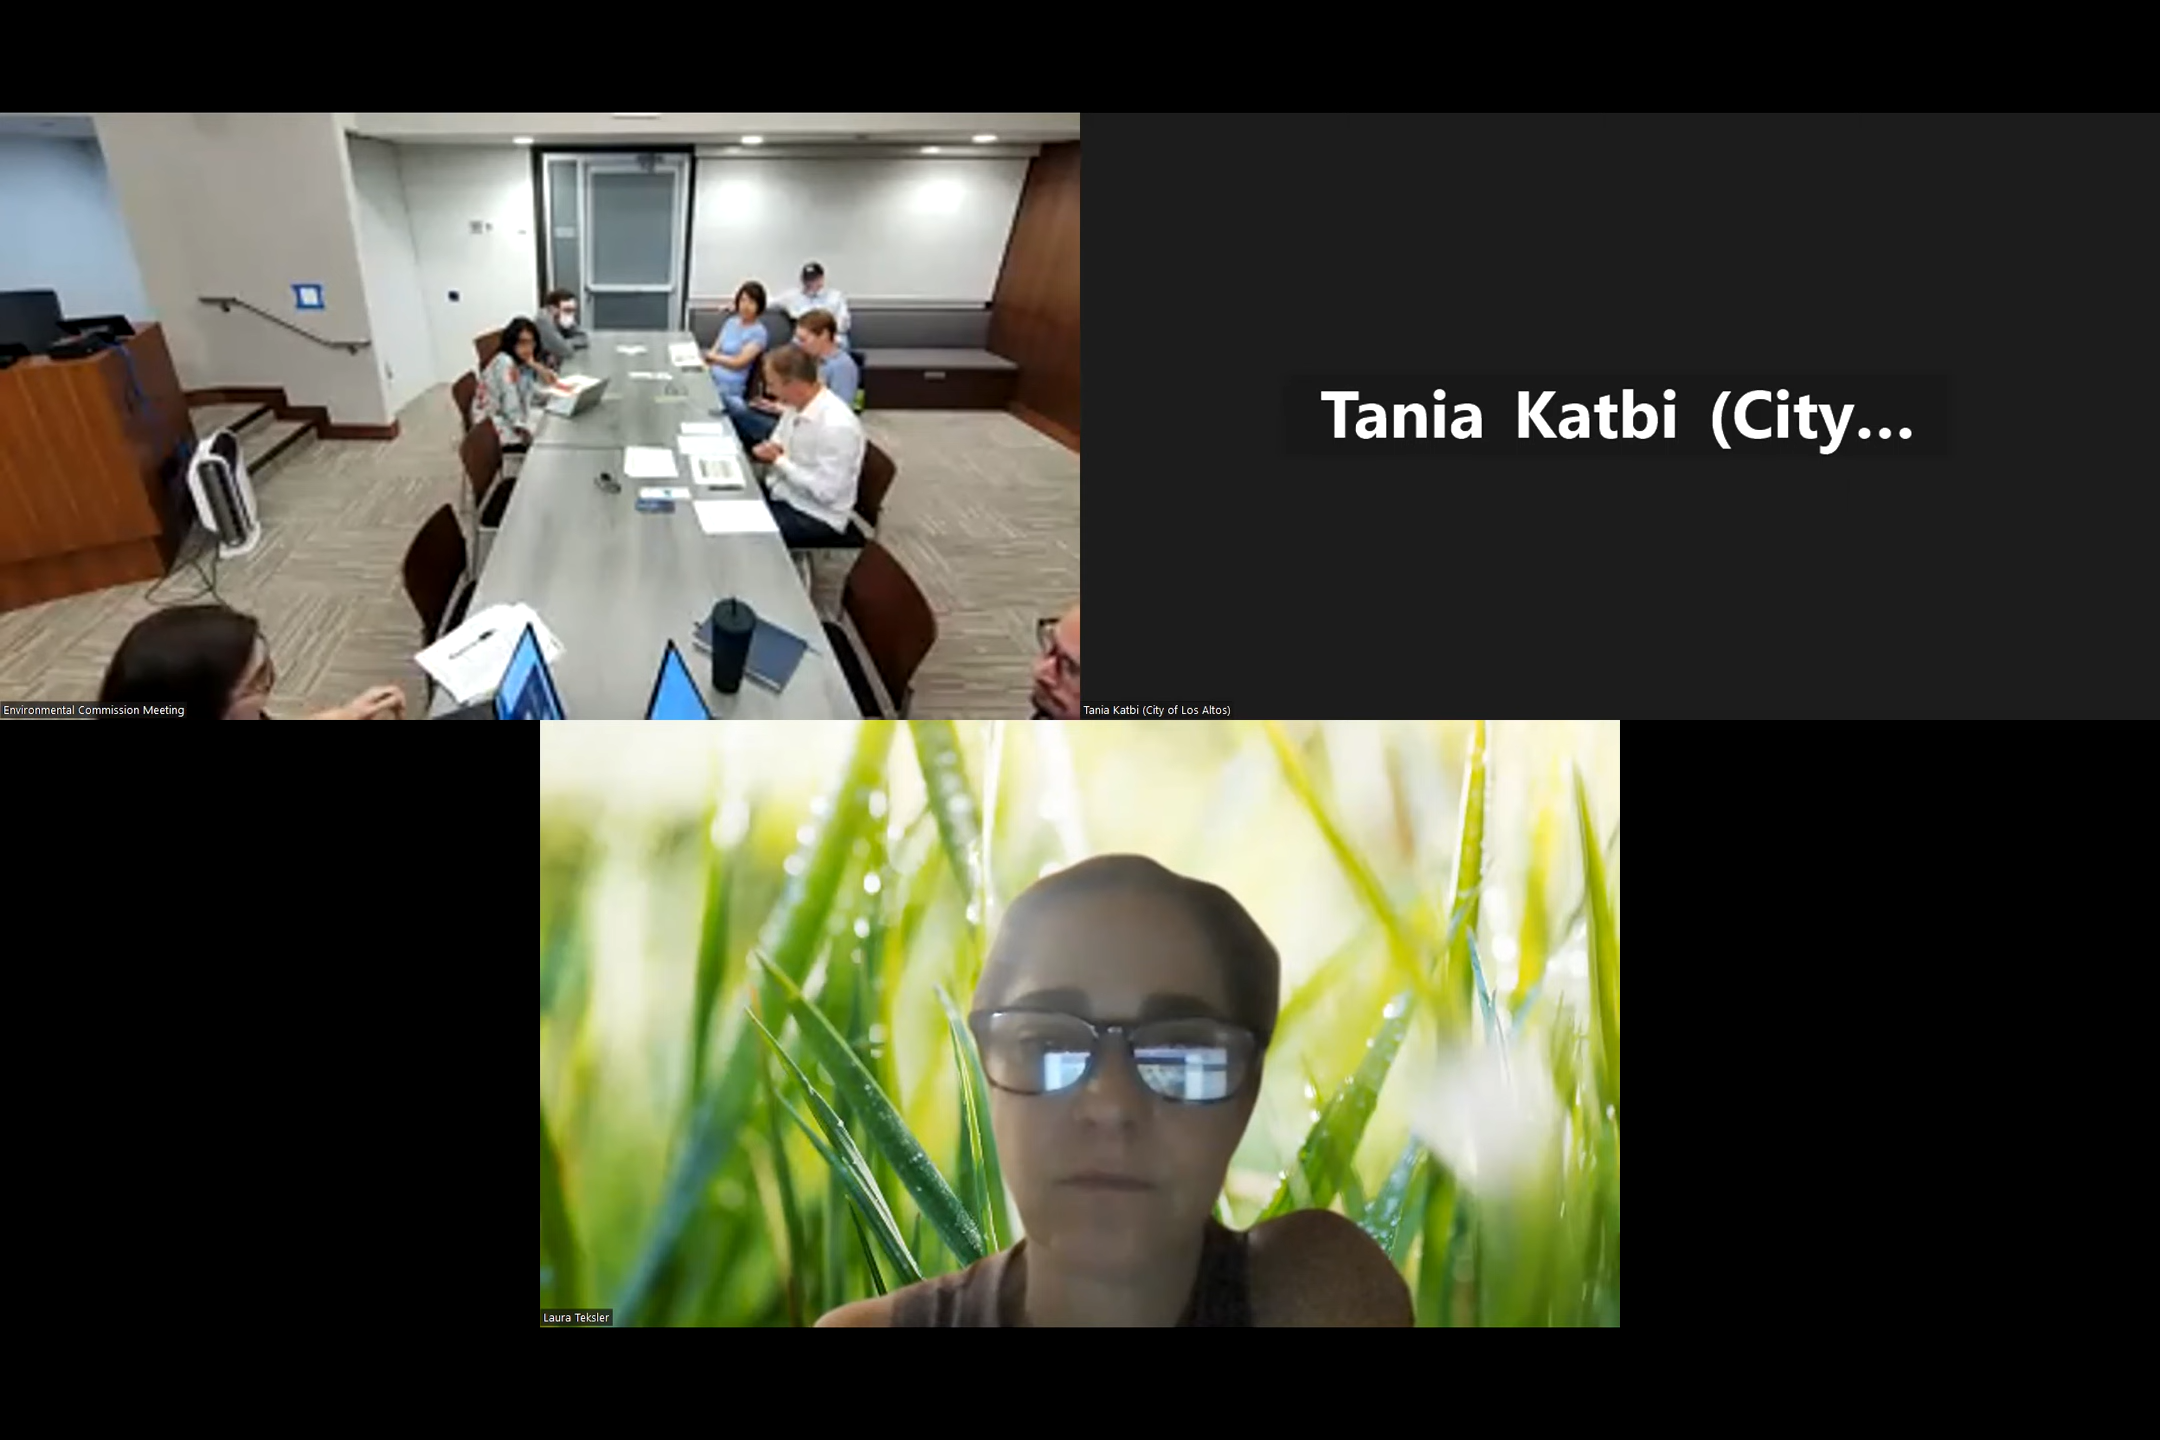 Tania Katbi (City...
Environmental Commission Meeting
Tania Katbi (City of Los Altos)
Laura Teksler